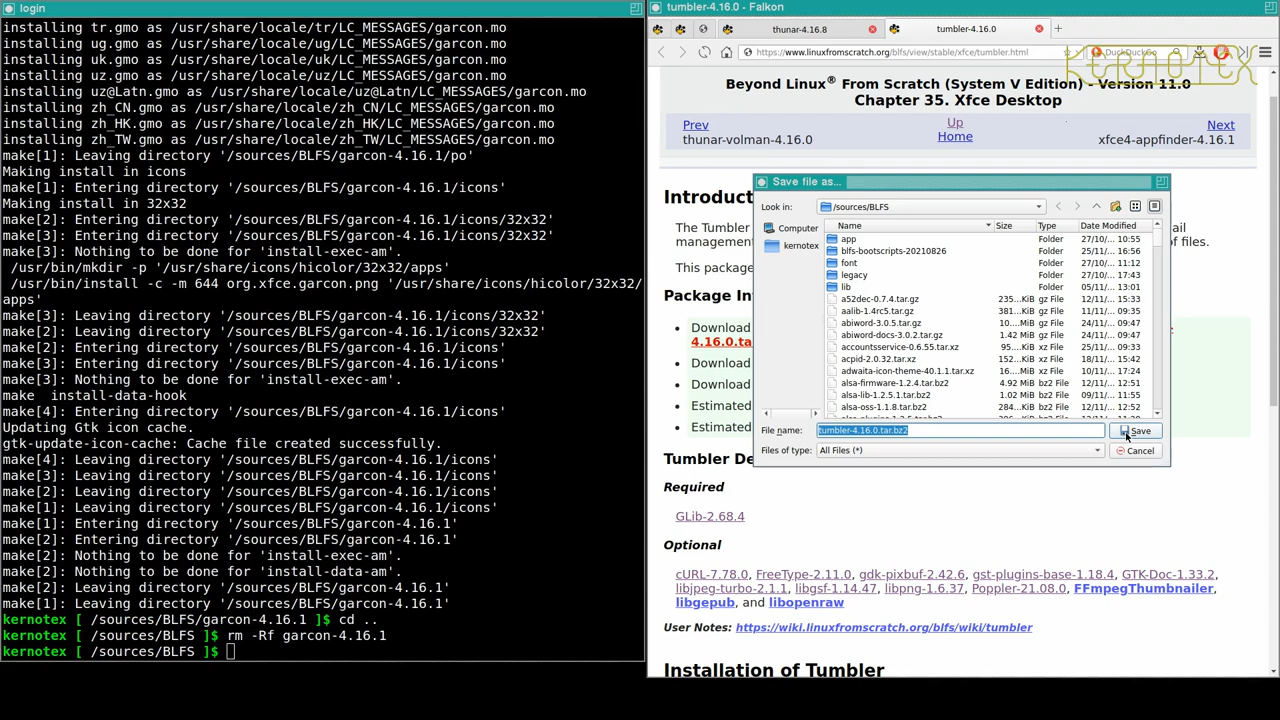 login
installing tr.gmo as /usr/share/locale/tr/LC_MESSAGES/garcon.mo
installing ug.gmo as /usr/share/locale/ug/LC_MESSAGES/garcon.mo
installing uk.gmo as /usr/share/locale/uk/LC_MESSAGES/garcon.mo
installing uz.gmo as /usr/share/locale/uz/LC_MESSAGES/garcon.mo
installing uz@Latn.gmo as /usr/share/locale/uz@Latn/LC_MESSAGES/garcon.mo
installing zh_CN.gmo as /usr/share/locale/zh_CN/LC_MESSAGES/garcon.mo
installing zh_HK.gmo as /usr/share/locale/zh_HK/LC_MESSAGES/garcon.mo
installing zh_TW.gmo as /usr/share/locale/zh_TW/LC_MESSAGES/garcon.mo
make[1]: Leaving directory '/sources/BLFS/garcon-4.16.1/po'
Making install in icons
make[1]: Entering directory '/sources/BLFS/garcon-4.16.1/icons'
Making install in 32x32
make[2]: Entering directory '/sources/BLFS/garcon-4.16.1/icons/32x32'
make[3]: Entering directory '/sources/BLFS/garcon-4.16.1/icons/32x32'
make[3]: Nothing to be done for 'install-exec-am'.
/usr/bin/mkdir -p '/usr/share/icons/hicolor/32x32/apps'
/usr/bin/install -c -m 644 org.xfce.garcon.png '/usr/share/icons/hicolor/32x32/
apps'
make[3]: Leaving directory '/sources/BLFS/garcon-4.16.1/icons/32x32'
make[2]: Leaving directory '/sources/BLFS/garcon-4.16.1/icons/32x32'
make[2]: Entering directory '/sources/BLFS/garcon-4.16.1/icons'
make[3]: Entering directory '/sources/BLFS/garcon-4.16.1/icons'
make[3]: Nothing to be done for 'install-exec-am'.
make  install-data-hook
make[4]: Entering directory '/sources/BLFS/garcon-4.16.1/icons'
Updating Gtk icon cache.
gtk-update-icon-cache: Cache file created successfully.
make[4]: Leaving directory '/sources/BLFS/garcon-4.16.1/icons'
make[3]: Leaving directory '/sources/BLFS/garcon-4.16.1/icons'
make[2]: Leaving directory '/sources/BLFS/garcon-4.16.1/icons'
make[1]: Leaving directory '/sources/BLFS/garcon-4.16.1/icons'
make[1]: Entering directory '/sources/BLFS/garcon-4.16.1'
make[2]: Entering directory '/sources/BLFS/garcon-4.16.1'
make[2]: Nothing to be done for 'install-exec-am'.
make[2]: Nothing to be done for 'install-data-am'.
make[2]: Leaving directory '/sources/BLFS/garcon-4.16.1'
make[1]: Leaving directory '/sources/BLFS/garcon-4.16.1'
kernotex [ /sources/BLFS/garcon-4.16.1 ]$ cd ..
kernotex [ /sources/BLFS ]$ rm -Rf garcon-4.16.1
kernotex [ /sources/BLFS ]$
tumbler-4.16.0 - Falkon
thunar-4.16.8
tumbler-4.16.0
https://www.linuxfromscratch.org/blfs/view/stable/xfce/tumbler.html
DuckDuckGo
KERNOTEX
Beyond Linux® From Scratch (System V Edition) - Version 11.0
Chapter 35. Xfce Desktop
Prev Up Next
thunar-volman-4.16.0 Home xfce4-appfinder-4.16.1
Introduc
The Tumbler
management
of files.
This package
Package In
Download
4.16.0.ta
Download
Download
Estimated
Estimated
Save file as...
Look in: /sources/BLFS
Computer
kernotex
Name Size Type Date Modified
app Folder 27/10/... 10:55
blfs-bootscripts-20210826 Folder 25/11/... 16:56
font Folder 27/10/... 11:12
legacy Folder 27/10/... 17:43
lib Folder 05/11/... 13:01
a52dec-0.7.4.tar.gz 235...KiB gz File 12/11/... 15:33
aalib-1.4rc5.tar.gz 381...KiB gz File 11/11/... 09:35
abiword-3.0.5.tar.gz 10....MiB gz File 24/11/... 09:47
abiword-docs-3.0.2.tar.gz 1.42 MiB gz File 24/11/... 09:47
accountsservice-0.6.55.tar.xz 95...KiB xz File 25/11/... 09:33
acpid-2.0.32.tar.xz 152...KiB xz File 18/11/... 15:42
adwaita-icon-theme-40.1.1.tar.xz 16....MiB xz File 10/11/... 17:24
alsa-firmware-1.2.4.tar.bz2 4.92 MiB bz2 File 12/11/... 12:51
alsa-lib-1.2.5.1.tar.bz2 1.02 MiB bz2 File 09/11/... 11:55
alsa-oss-1.1.8.tar.bz2 284...KiB bz2 File 12/11/... 12:52
File name: tumbler-4.16.0.tar.bz2 Save
Files of type: All Files (*) Cancel
Tumbler De
Required
GLib-2.68.4
Optional
cURL-7.78.0, FreeType-2.11.0, gdk-pixbuf-2.42.6, gst-plugins-base-1.18.4, GTK-Doc-1.33.2,
libjpeg-turbo-2.1.1, libgsf-1.14.47, libpng-1.6.37, Poppler-21.08.0, FFmpegThumbnailer,
libgepub, and libopenraw
User Notes: https://wiki.linuxfromscratch.org/blfs/wiki/tumbler
Installation of Tumbler